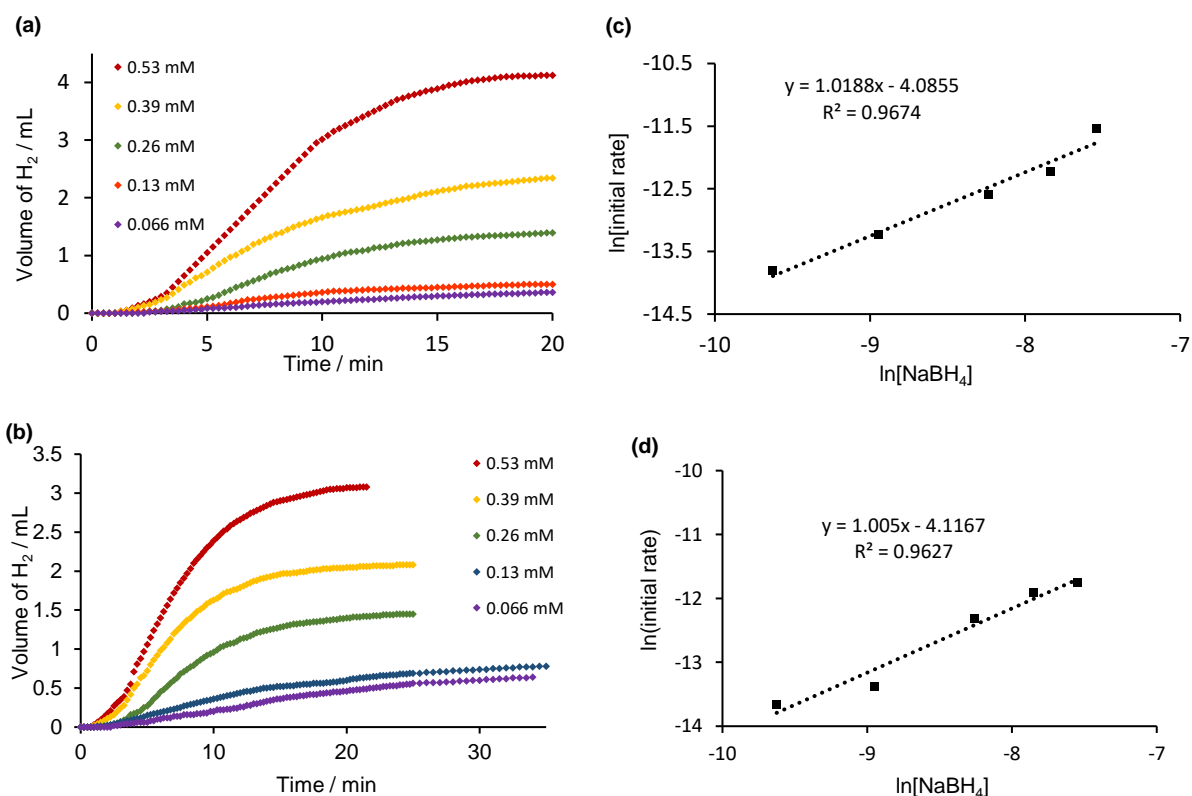 (a)
Volume of H₂ / mL
4
3
2
1
0
0.53 mM
0.39 mM
0.26 mM
0.13 mM
0.066 mM
0 5 10 15 20
Time / min
(c)
ln[initial rate]
-10.5
-11.5
-12.5
-13.5
-14.5
y = 1.0188x - 4.0855
R² = 0.9674
-10 -9 -8 -7
ln[NaBH₄]
(b)
Volume of H₂ / mL
3.5
3
2.5
2
1.5
1
0.5
0
0.53 mM
0.39 mM
0.26 mM
0.13 mM
0.066 mM
0 10 20 30
Time / min
(d)
ln(initial rate)
-10
-11
-12
-13
-14
y = 1.005x - 4.1167
R² = 0.9627
-10 -9 -8 -7
ln[NaBH₄]